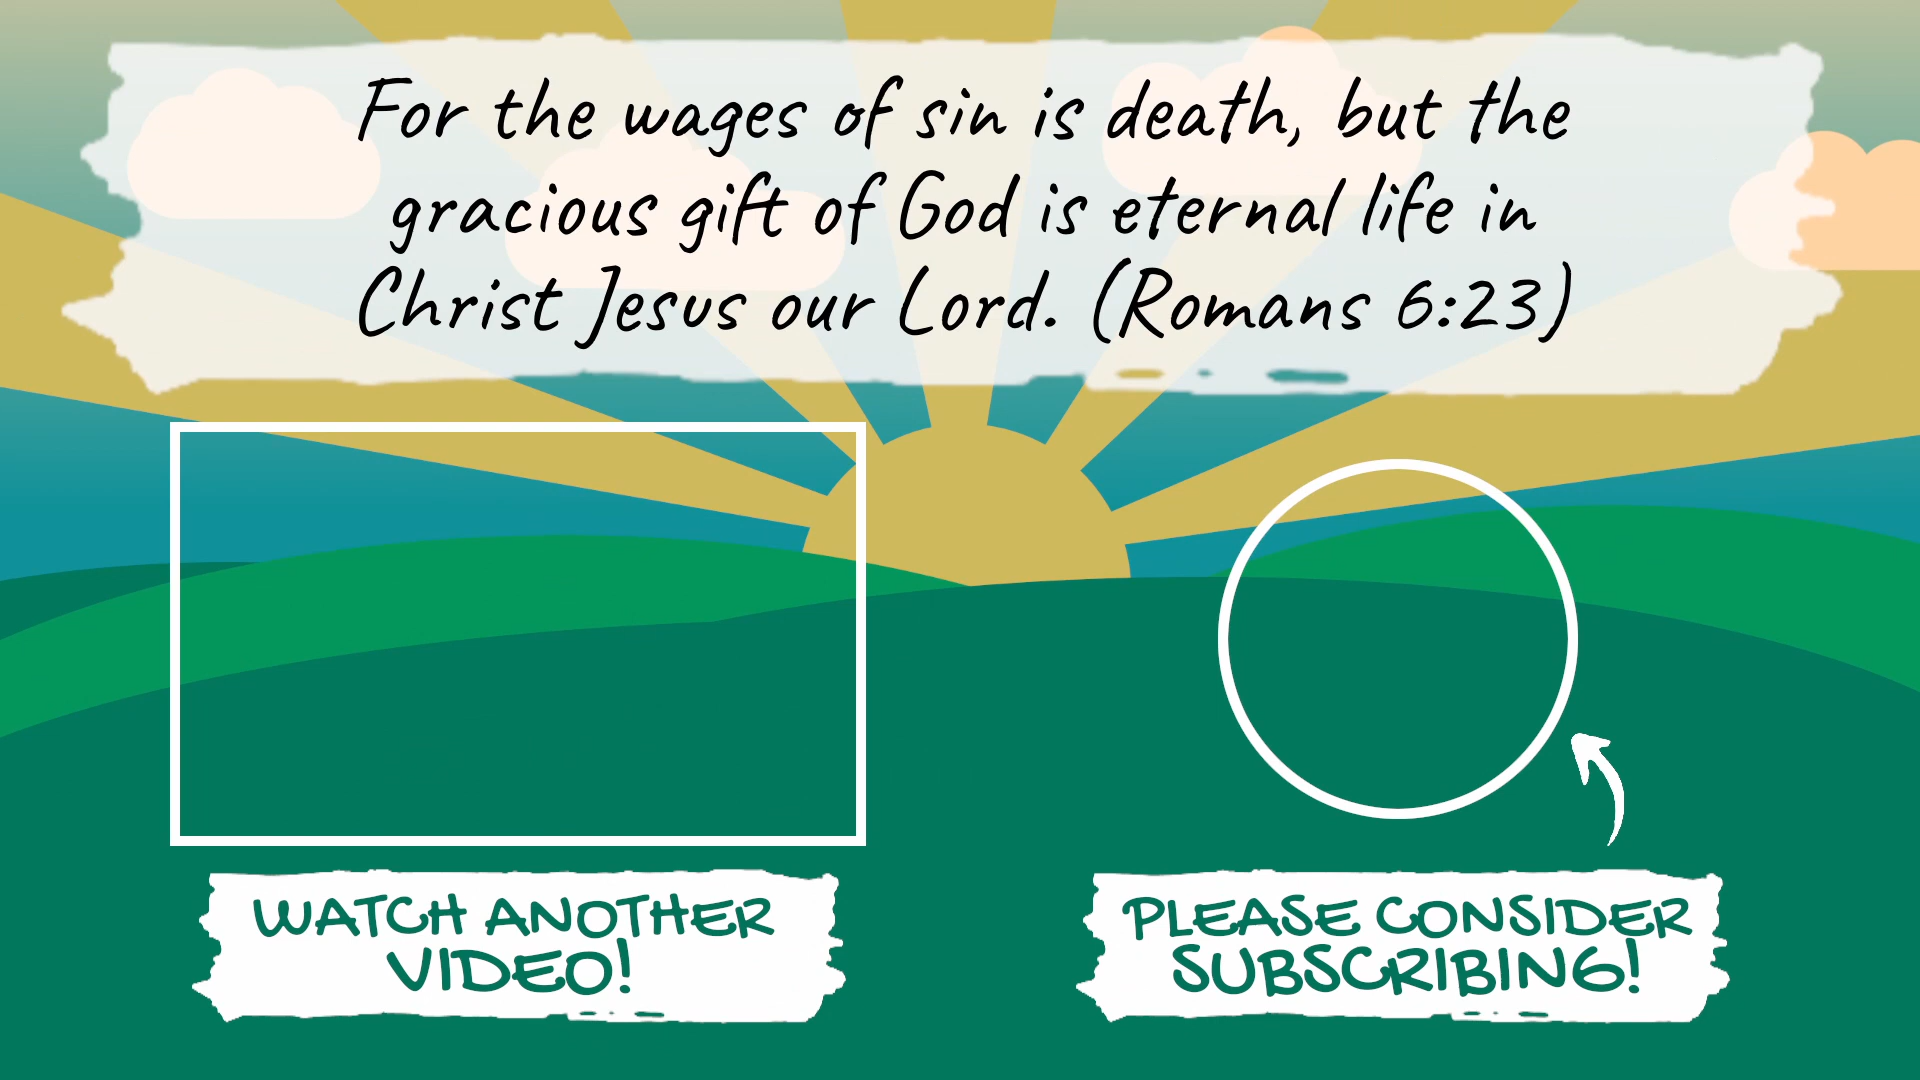 For the wages of sin is death, but the
gracious gift of God is eternal life in
Christ Jesus our Lord. (Romans 6:23)
WATCH ANOTHER
VIDEO!
PLEASE CONSIDER
SUBSCRIBING!